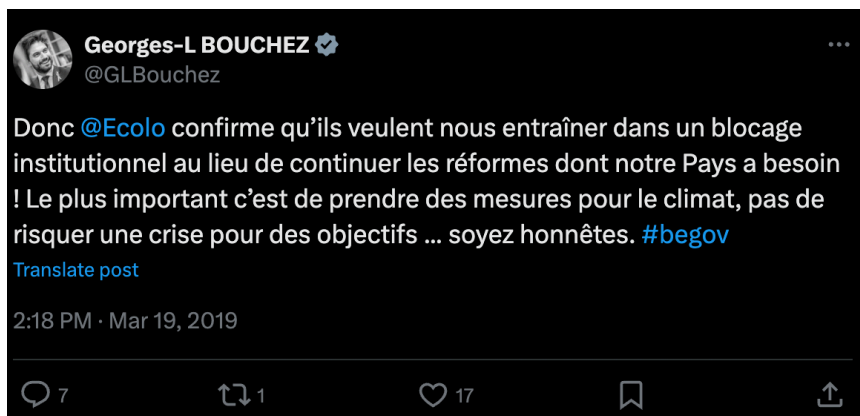 Georges-L BOUCHEZ
@GLBouchez
Donc @Ecolo confirme qu’ils veulent nous entraîner dans un blocage
institutionnel au lieu de continuer les réformes dont notre Pays a besoin
! Le plus important c’est de prendre des mesures pour le climat, pas de
risquer une crise pour des objectifs ... soyez honnêtes. #begov
Translate post
2:18 PM · Mar 19, 2019
7 1 17